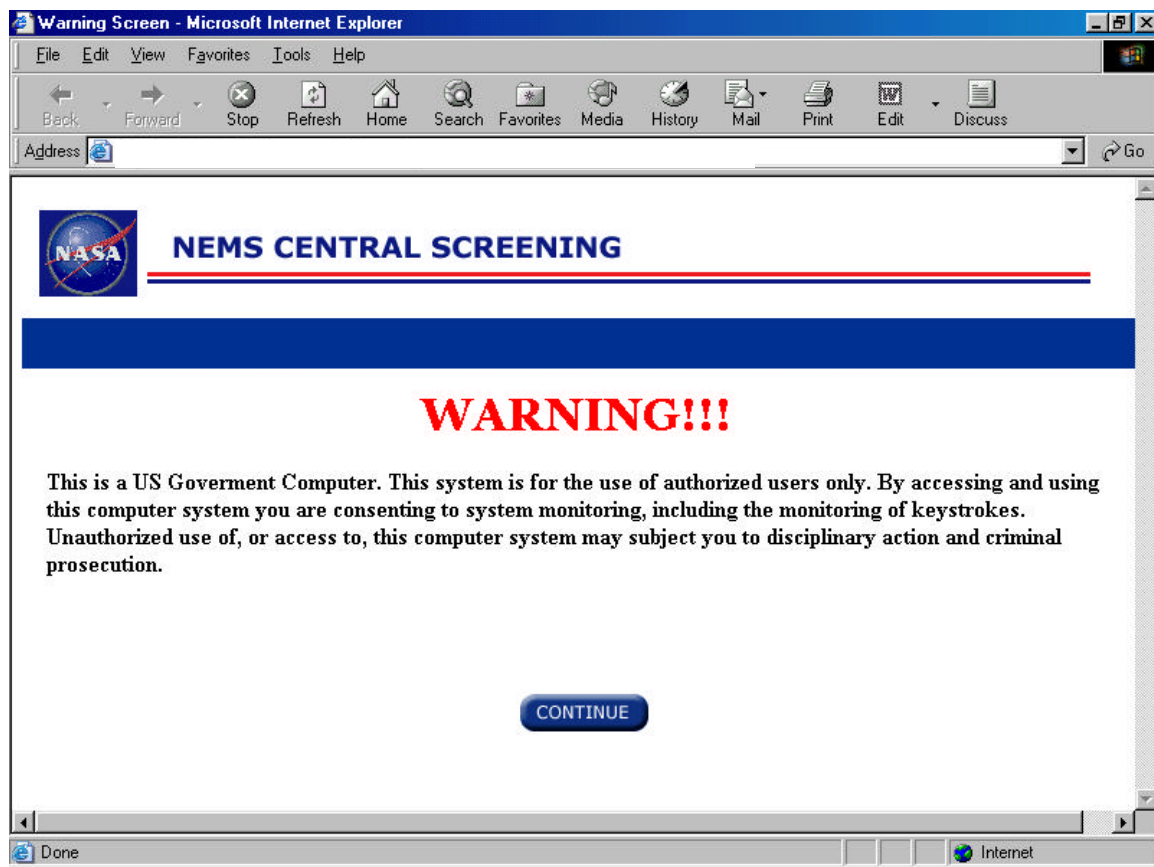 Warning Screen - Microsoft Internet Explorer
File Edit View Favorites Tools Help
Back Forward Stop Refresh Home Search Favorites Media History Mail Print Edit Discuss
Address Go
NASA
NEMS CENTRAL SCREENING
WARNING!!!
This is a US Goverment Computer. This system is for the use of authorized users only. By accessing and using
this computer system you are consenting to system monitoring, including the monitoring of keystrokes.
Unauthorized use of, or access to, this computer system may subject you to disciplinary action and criminal
prosecution.
CONTINUE
Done Internet